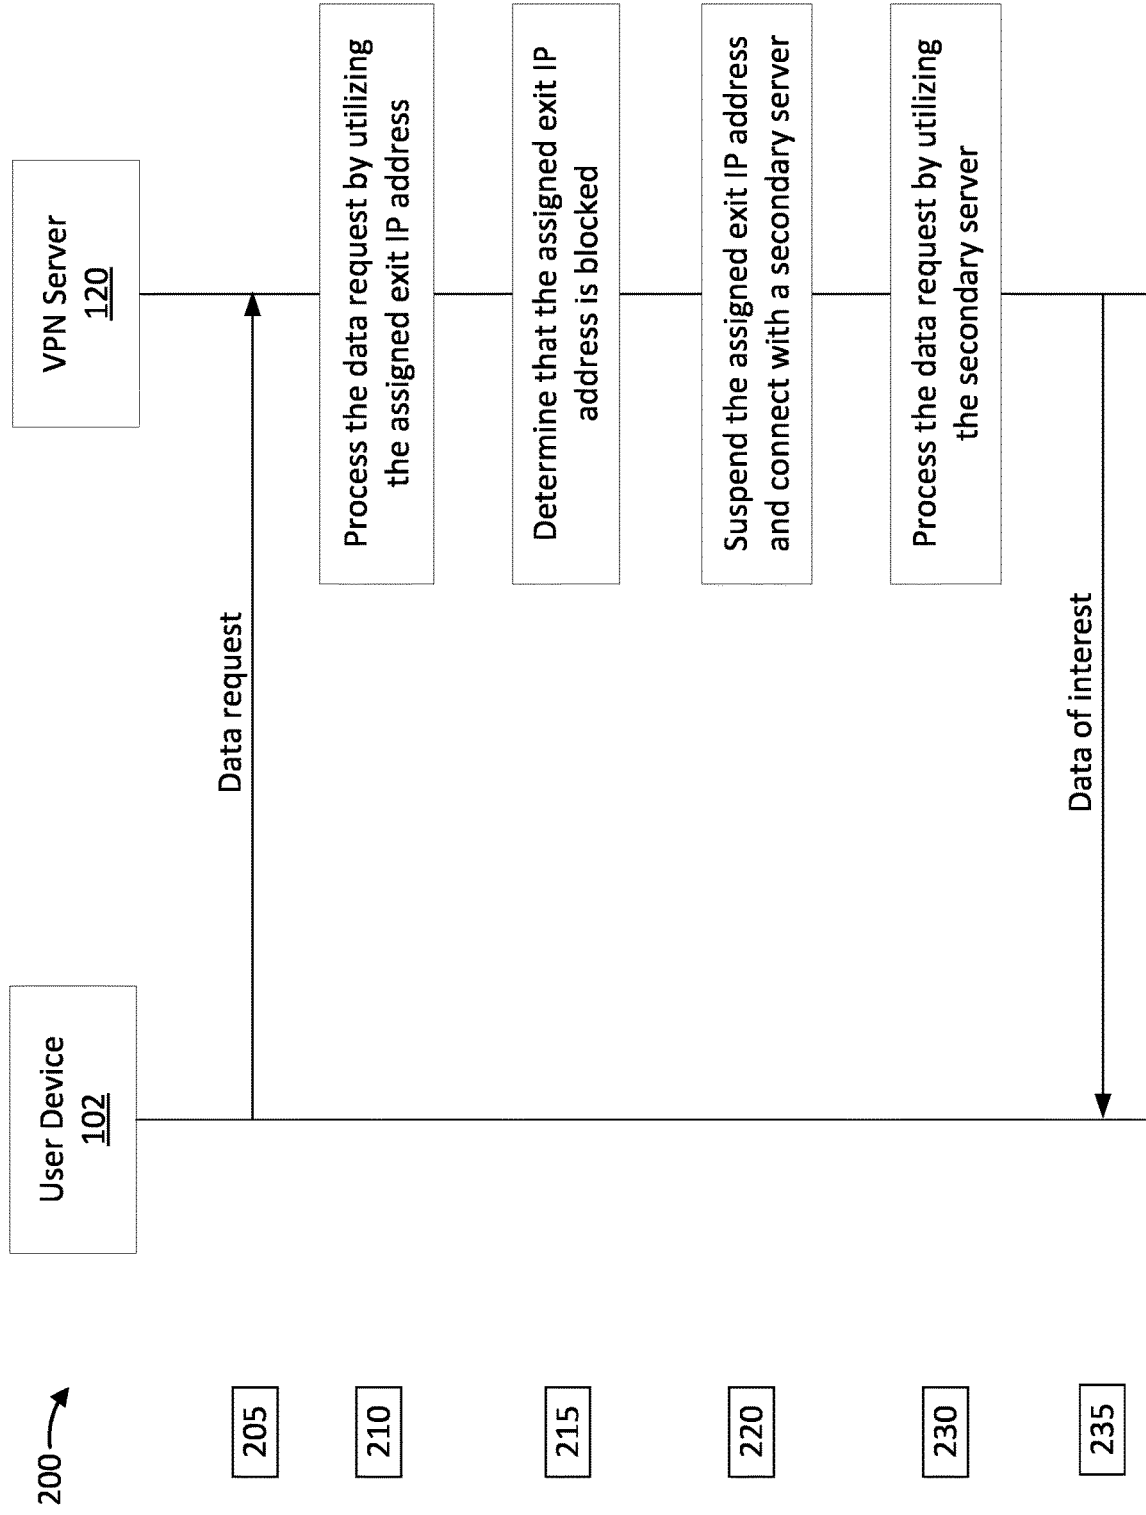 200
User Device
102
VPN Server
120
205
Data request
210
Process the data request by utilizing
the assigned exit IP address
215
Determine that the assigned exit IP
address is blocked
220
Suspend the assigned exit IP address
and connect with a secondary server
230
Process the data request by utilizing
the secondary server
235
Data of interest